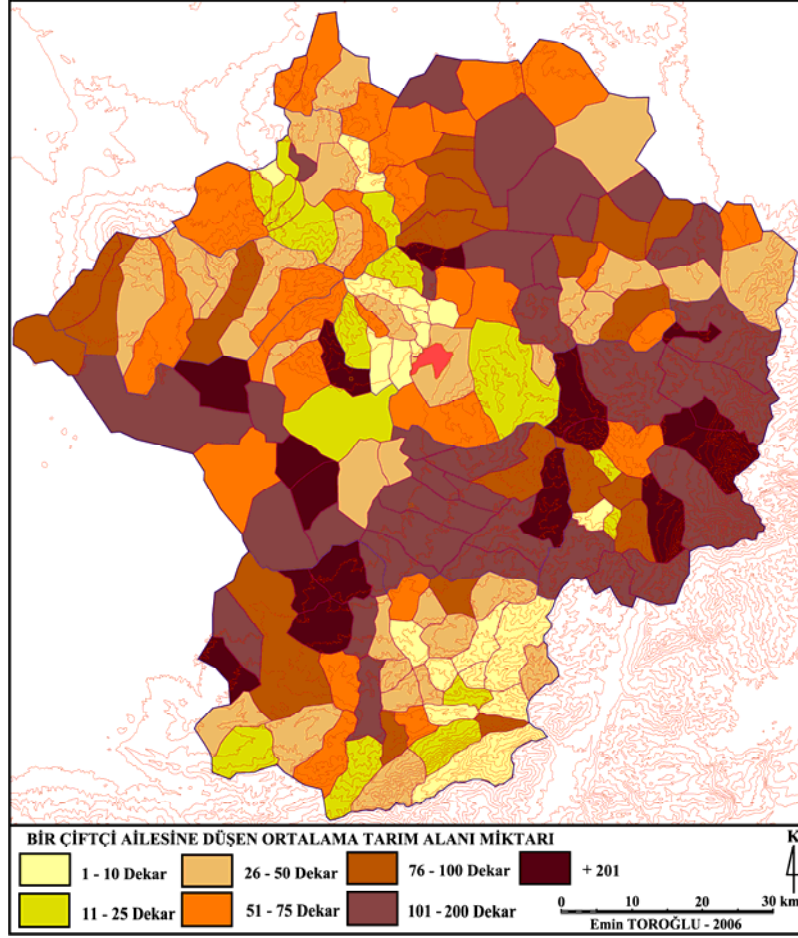 BİR ÇİFTÇİ AİLESİNE DÜŞEN ORTALAMA TARIM ALANI MİKTARI
K
1 - 10 Dekar
26 - 50 Dekar
76 - 100 Dekar
+ 201
11 - 25 Dekar
51 - 75 Dekar
101 - 200 Dekar
0 10 20 30 km
Emin TOROĞLU - 2006